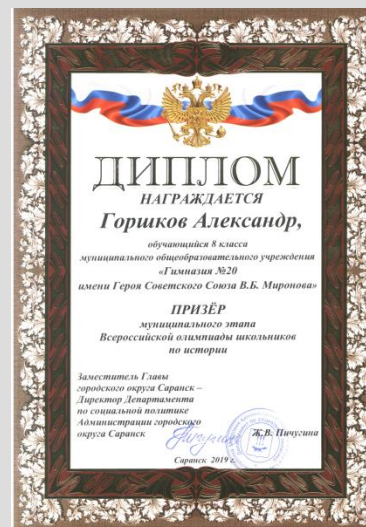 ДИПЛОМ
НАГРАЖДАЕТСЯ
Горшков Александр,
обучающийся 8 класса
муниципального общеобразовательного учреждения
«Гимназия №20
имени Героя Советского Союза В.Б. Миронова»
ПРИЗЁР
муниципального этапа
Всероссийской олимпиады школьников
по истории
Заместитель Главы
городского округа Саранск –
Директор Департамента
по социальной политике
Администрации городского
округа Саранск
Ж.В. Пичугина
Саранск 2019 г.